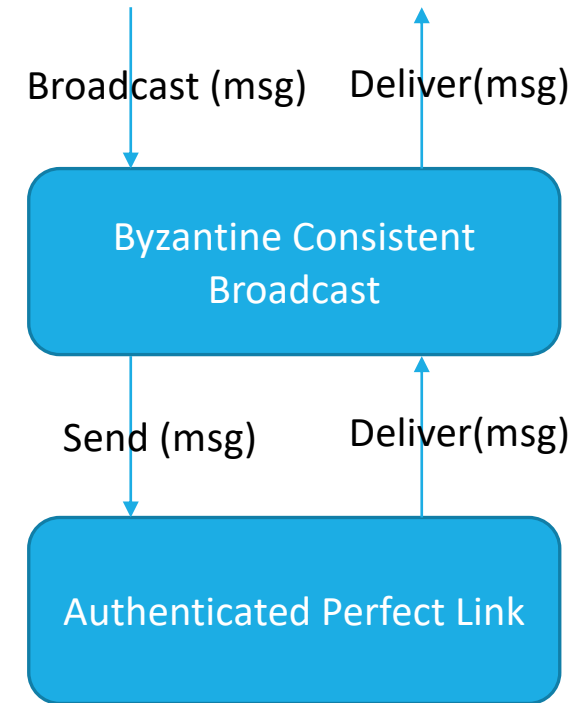 Broadcast (msg) Deliver(msg)
Byzantine Consistent
Broadcast
Send (msg) Deliver(msg)
Authenticated Perfect Link